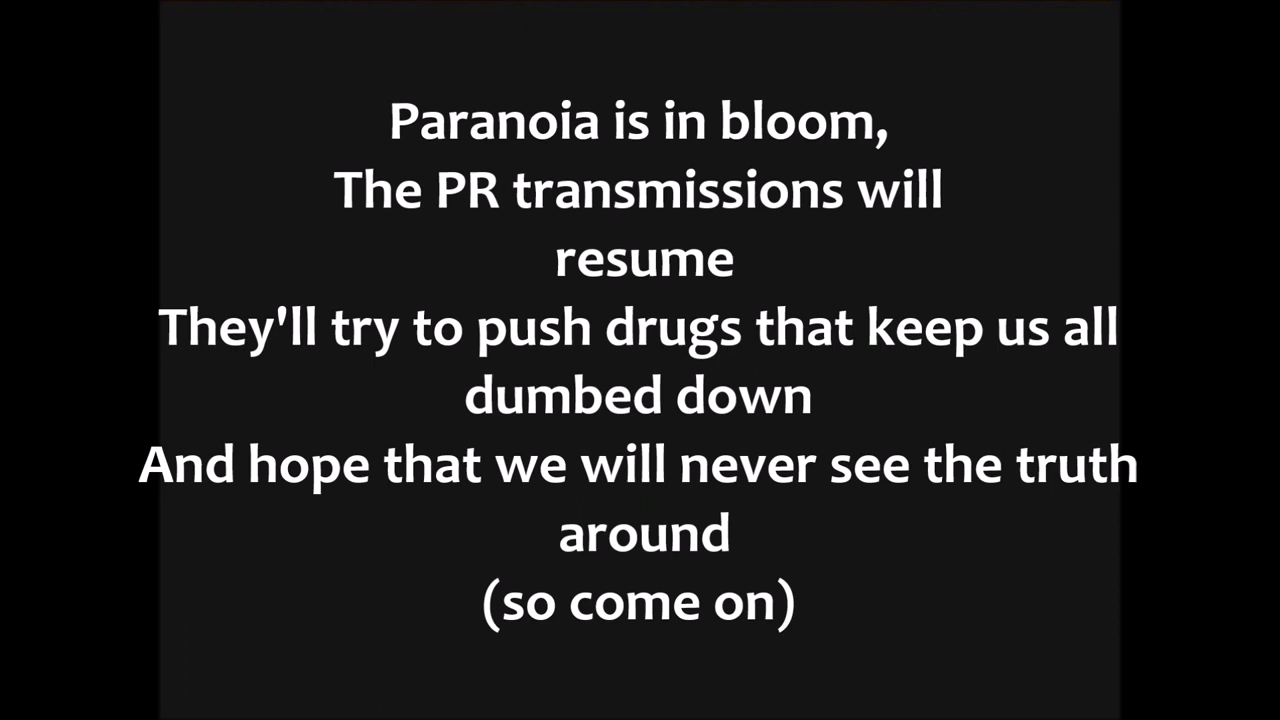 Paranoia is in bloom,
The PR transmissions will
resume
They'll try to push drugs that keep us all
dumbed down
And hope that we will never see the truth
around
(so come on)